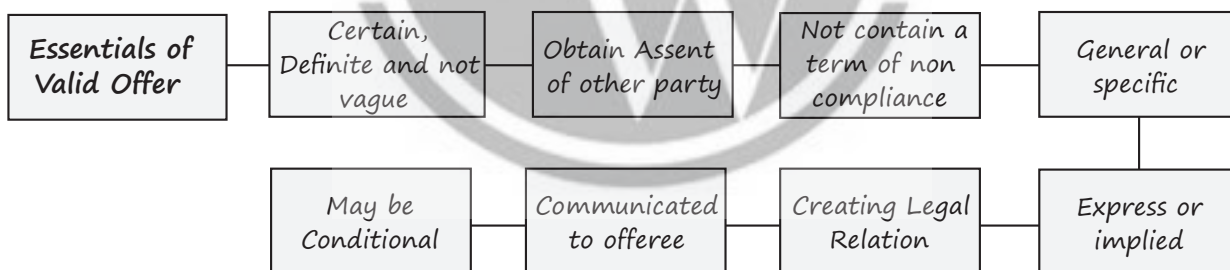 Essentials of
Valid Offer
Certain,
Definite and not
vague
Obtain Assent
of other party
Not contain a
term of non
compliance
General or
specific
Express or
implied
Creating Legal
Relation
Communicated
to offeree
May be
Conditional